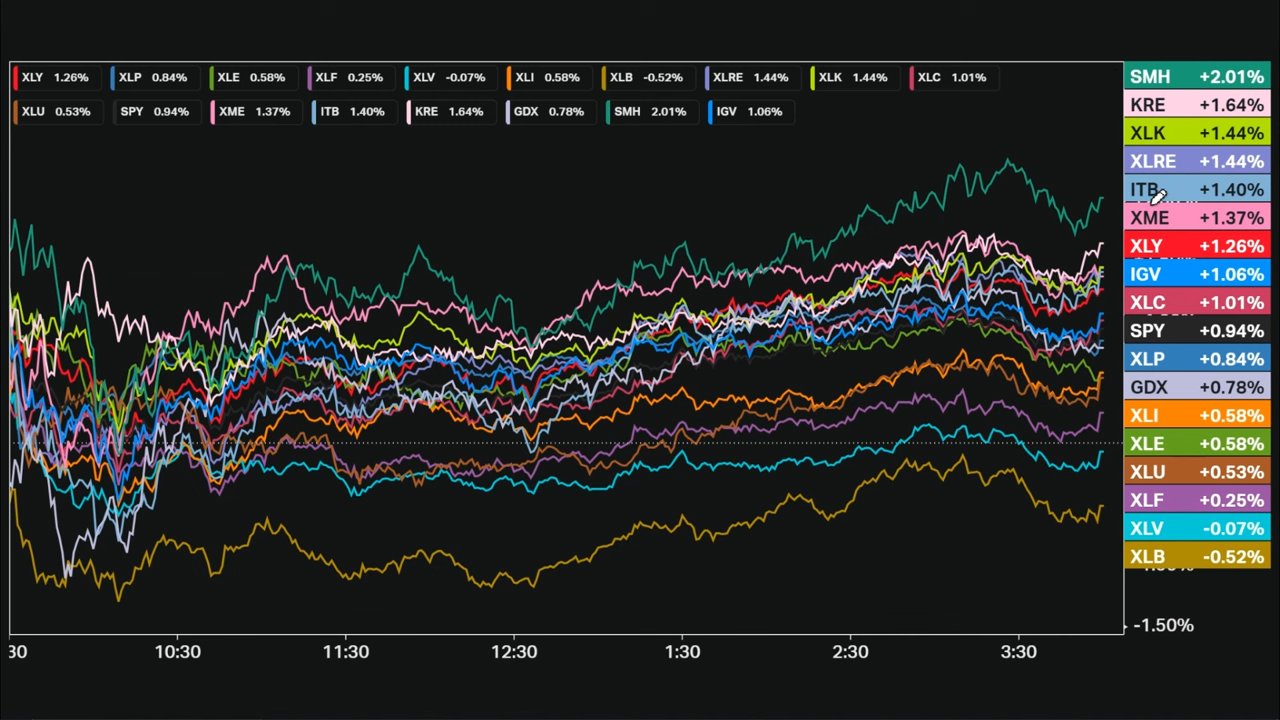 XLY 1.26% XLP 0.84% XLE 0.58% XLF 0.25% XLV -0.07% XLI 0.58% XLB -0.52% XLRE 1.44% XLK 1.44% XLC 1.01%
XLU 0.53% SPY 0.94% XME 1.37% ITB 1.40% KRE 1.64% GDX 0.78% SMH 2.01% IGV 1.06%
SMH +2.01%
KRE +1.64%
XLK +1.44%
XLRE +1.44%
ITB +1.40%
XME +1.37%
XLY +1.26%
IGV +1.06%
XLC +1.01%
SPY +0.94%
XLP +0.84%
GDX +0.78%
XLI +0.58%
XLE +0.58%
XLU +0.53%
XLF +0.25%
XLV -0.07%
XLB -0.52%
-1.50%
:30 10:30 11:30 12:30 1:30 2:30 3:30